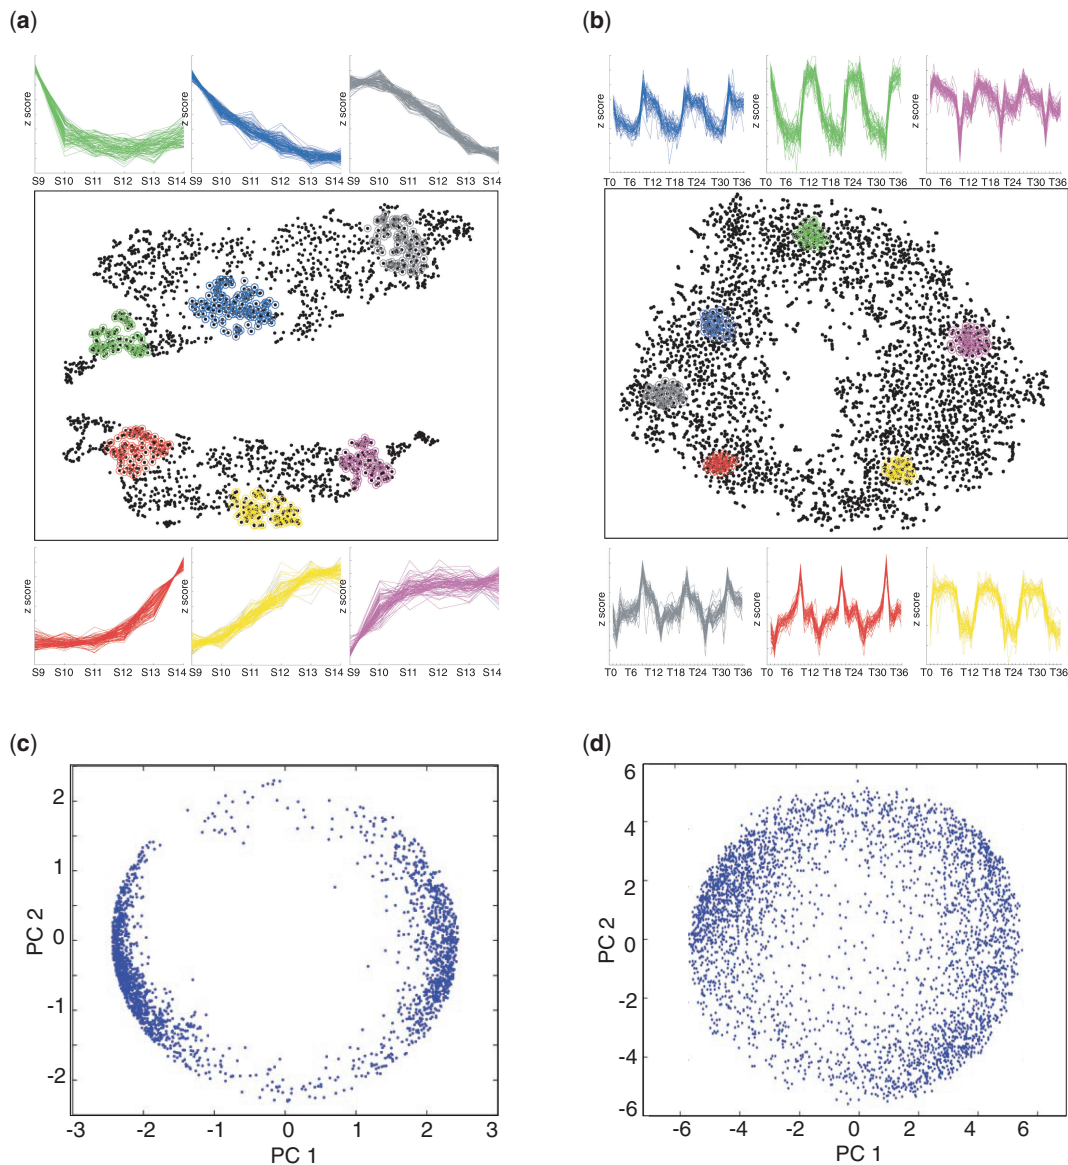 (a)
(b)
z score
z score
z score
S9 S10 S11 S12 S13 S14
S9 S10 S11 S12 S13 S14
S9 S10 S11 S12 S13 S14
z score
z score
z score
T0 T6 T12 T18 T24 T30 T36
T0 T6 T12 T18 T24 T30 T36
T0 T6 T12 T18 T24 T30 T36
z score
z score
z score
S9 S10 S11 S12 S13 S14
S9 S10 S11 S12 S13 S14
S9 S10 S11 S12 S13 S14
z score
z score
z score
T0 T6 T12 T18 T24 T30 T36
T0 T6 T12 T18 T24 T30 T36
T0 T6 T12 T18 T24 T30 T36
(c)
PC 2
2
1
0
-1
-2
-3 -2 -1 0 1 2 3
PC 1
(d)
PC 2
6
4
2
0
-2
-4
-6
-6 -4 -2 0 2 4 6
PC 1